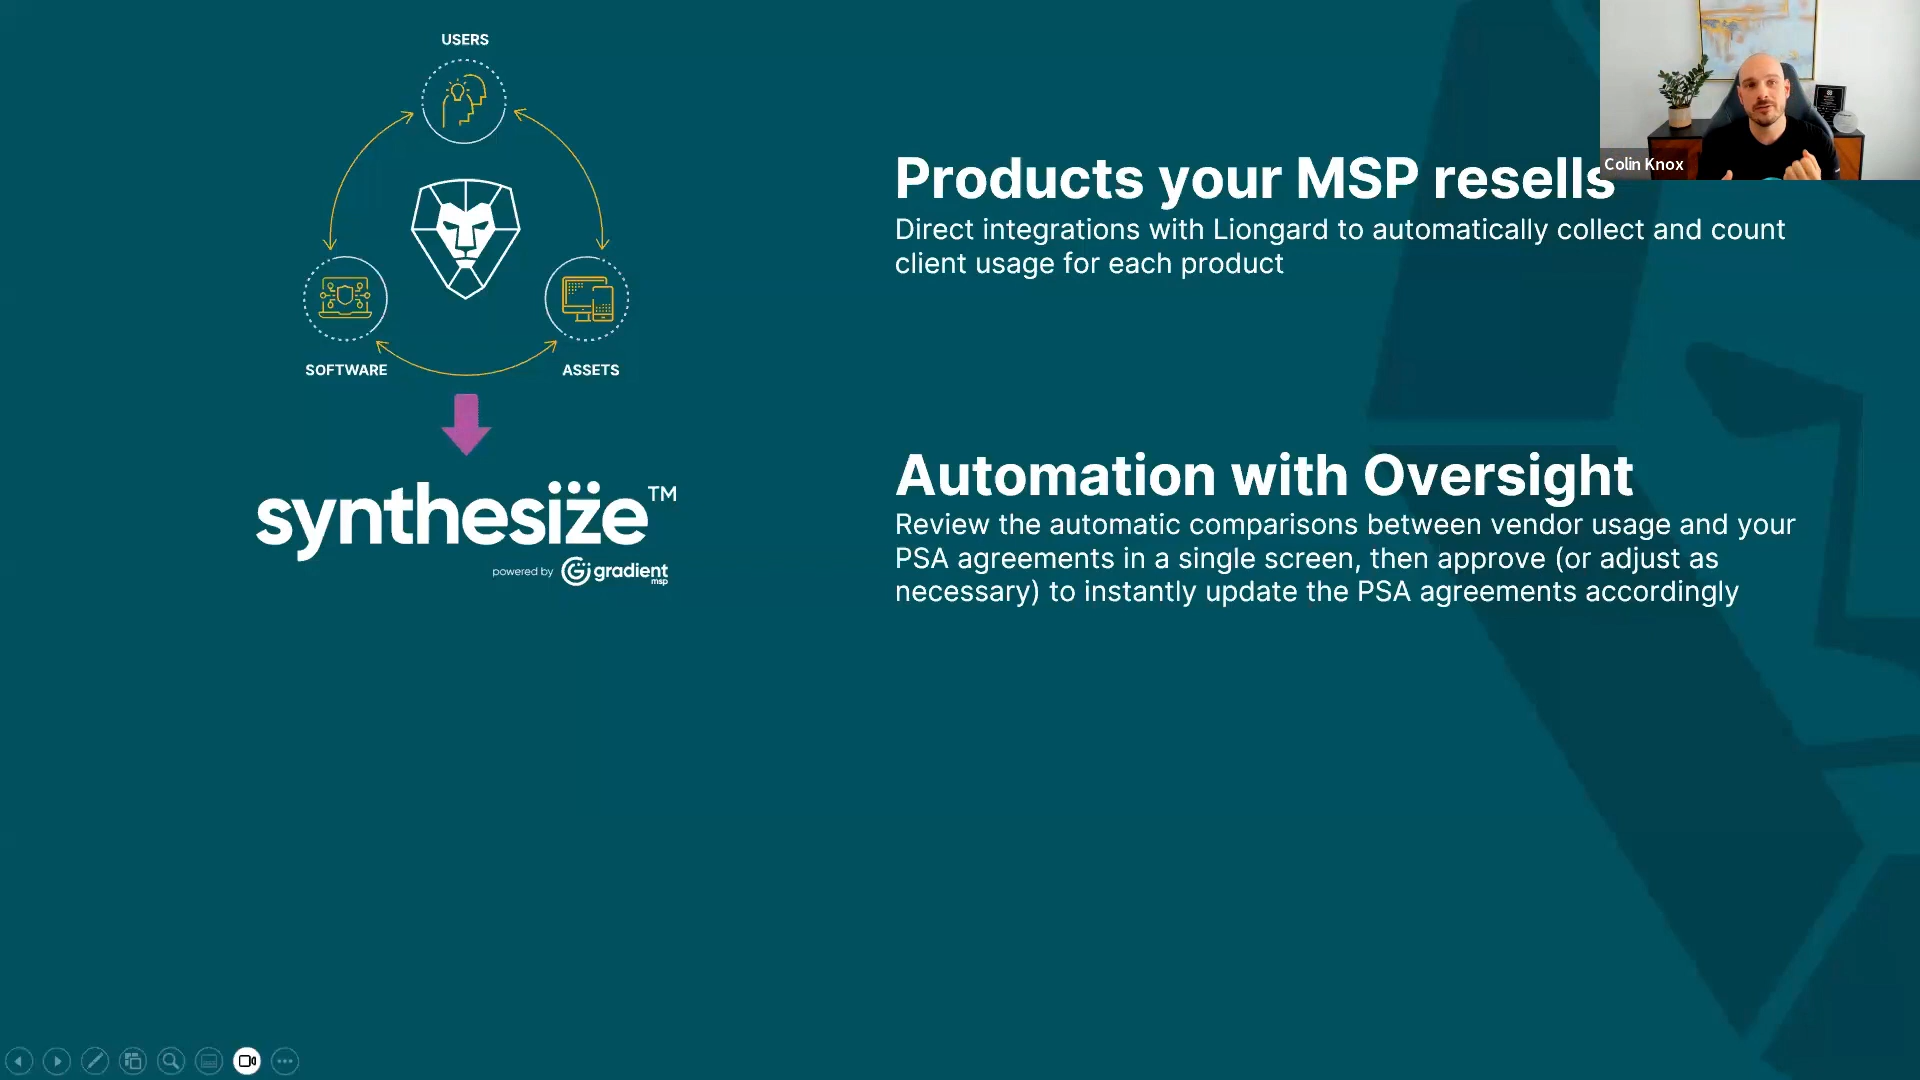 USERS
SOFTWARE
ASSETS
synthesize™
powered by gradient msp
Products your MSP resells
Direct integrations with Liongard to automatically collect and count
client usage for each product
Automation with Oversight
Review the automatic comparisons between vendor usage and your
PSA agreements in a single screen, then approve (or adjust as
necessary) to instantly update the PSA agreements accordingly
Colin Knox